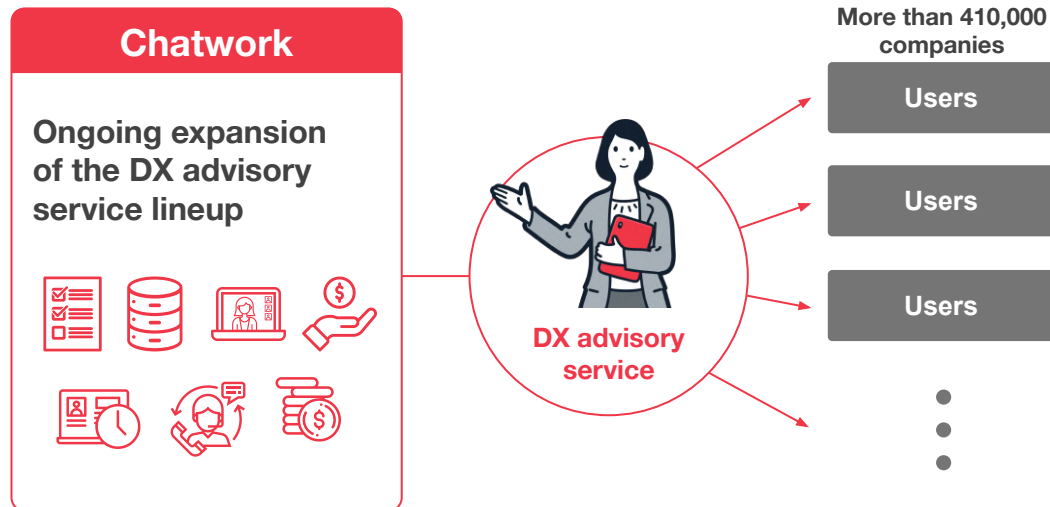 Chatwork
Ongoing expansion
of the DX advisory
service lineup
DX advisory
service
More than 410,000
companies
Users
Users
Users